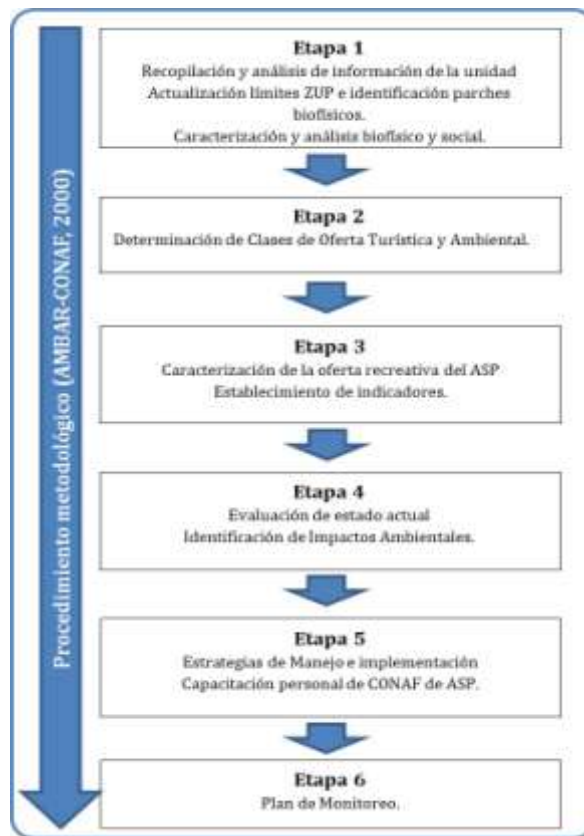 Procedimiento metodológico (AMBAR-CONAF, 2000)
Etapa 1
Recopilación y análisis de información de la unidad
Actualización límites ZUP e identificación parches
biofísicos.
Caracterización y análisis biofísico y social.
Etapa 2
Determinación de Clases de Oferta Turística y Ambiental.
Etapa 3
Caracterización de la oferta recreativa del ASP
Establecimiento de indicadores.
Etapa 4
Evaluación de estado actual
Identificación de Impactos Ambientales.
Etapa 5
Estrategias de Manejo e implementación
Capacitación personal de CONAF de ASP.
Etapa 6
Plan de Monitoreo.